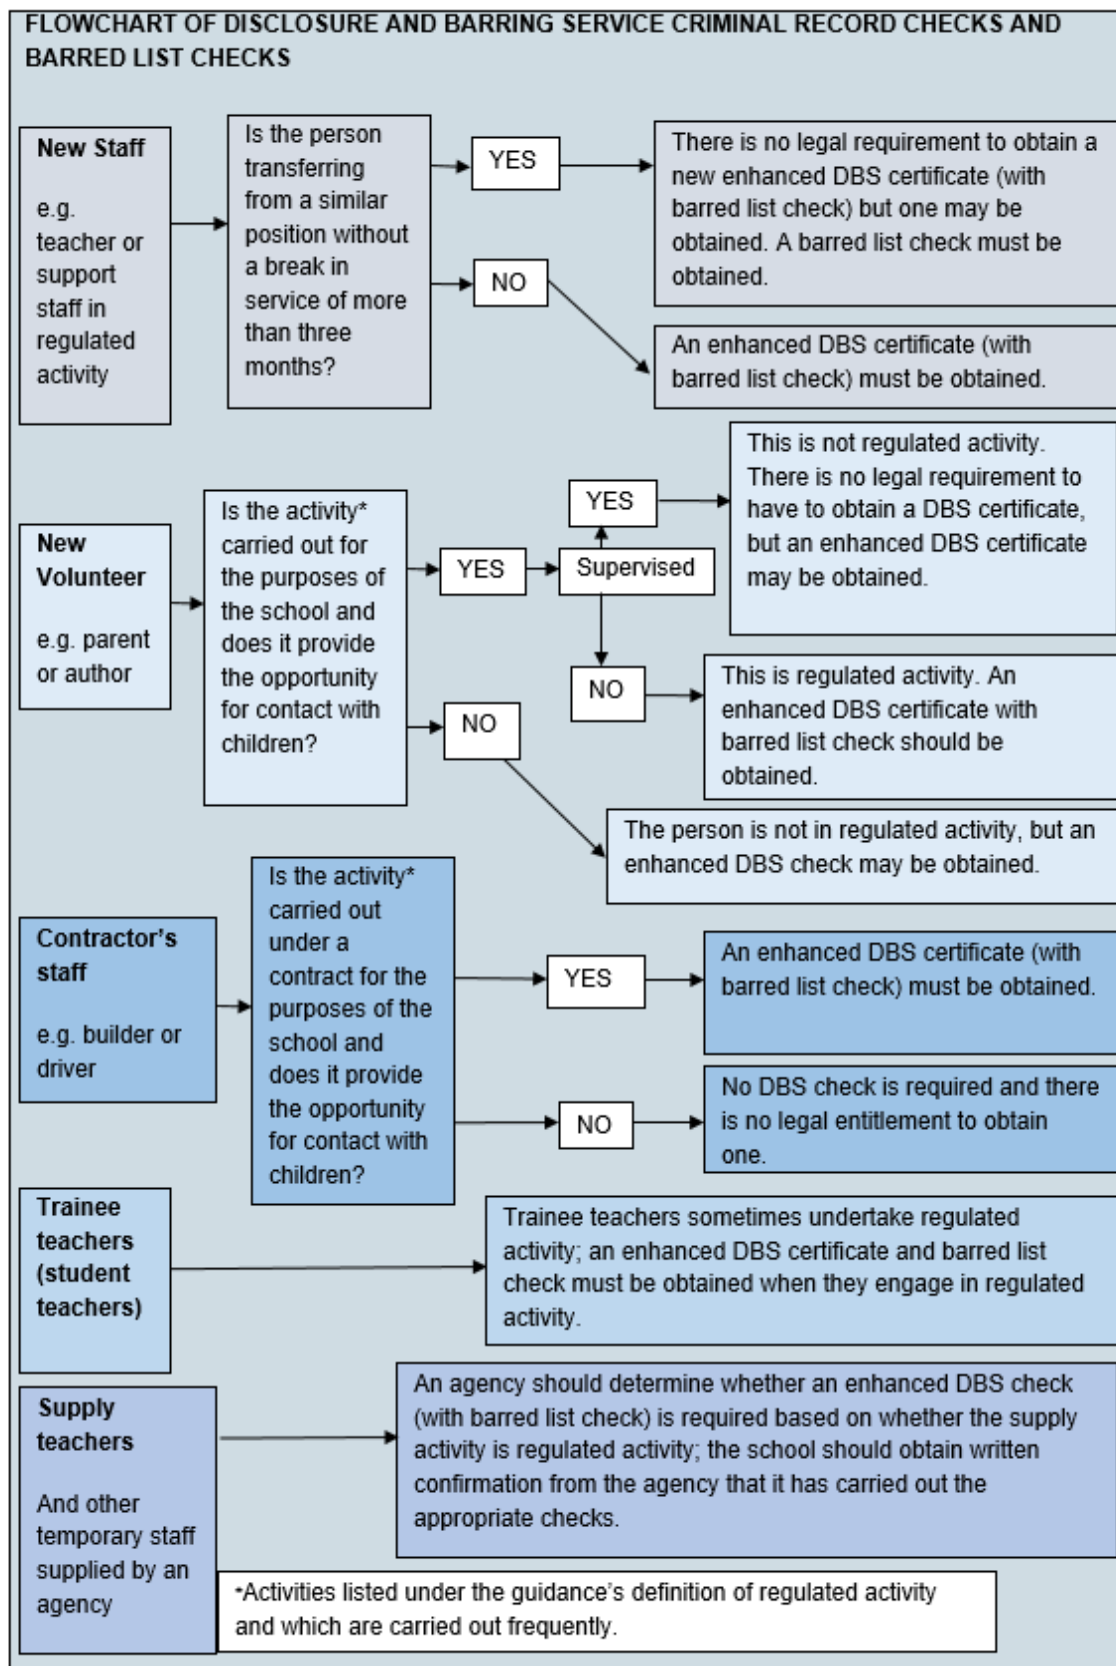 FLOWCHART OF DISCLOSURE AND BARRING SERVICE CRIMINAL RECORD CHECKS AND
BARRED LIST CHECKS
New Staff
e.g.
teacher or
support
staff in
regulated
activity
Is the person
transferring
from a similar
position without
a break in
service of more
than three
months?
YES
There is no legal requirement to obtain a
new enhanced DBS certificate (with
barred list check) but one may be
obtained. A barred list check must be
obtained.
NO
An enhanced DBS certificate (with
barred list check) must be obtained.
New
Volunteer
e.g. parent
or author
Is the activity*
carried out for
the purposes of
the school and
does it provide
the opportunity
for contact with
children?
YES
Supervised
YES
This is not regulated activity.
There is no legal requirement to
have to obtain a DBS certificate,
but an enhanced DBS certificate
may be obtained.
NO
This is regulated activity. An
enhanced DBS certificate with
barred list check should be
obtained.
NO
The person is not in regulated activity, but an
enhanced DBS check may be obtained.
Contractor's
staff
e.g. builder or
driver
Is the activity*
carried out
under a
contract for the
purposes of the
school and
does it provide
the opportunity
for contact with
children?
YES
An enhanced DBS certificate (with
barred list check) must be obtained.
NO
No DBS check is required and there
is no legal entitlement to obtain
one.
Trainee
teachers
(student
teachers)
Trainee teachers sometimes undertake regulated
activity; an enhanced DBS certificate and barred list
check must be obtained when they engage in regulated
activity.
Supply
teachers
And other
temporary staff
supplied by an
agency
An agency should determine whether an enhanced DBS check
(with barred list check) is required based on whether the supply
activity is regulated activity; the school should obtain written
confirmation from the agency that it has carried out the
appropriate checks.
*Activities listed under the guidance's definition of regulated activity
and which are carried out frequently.